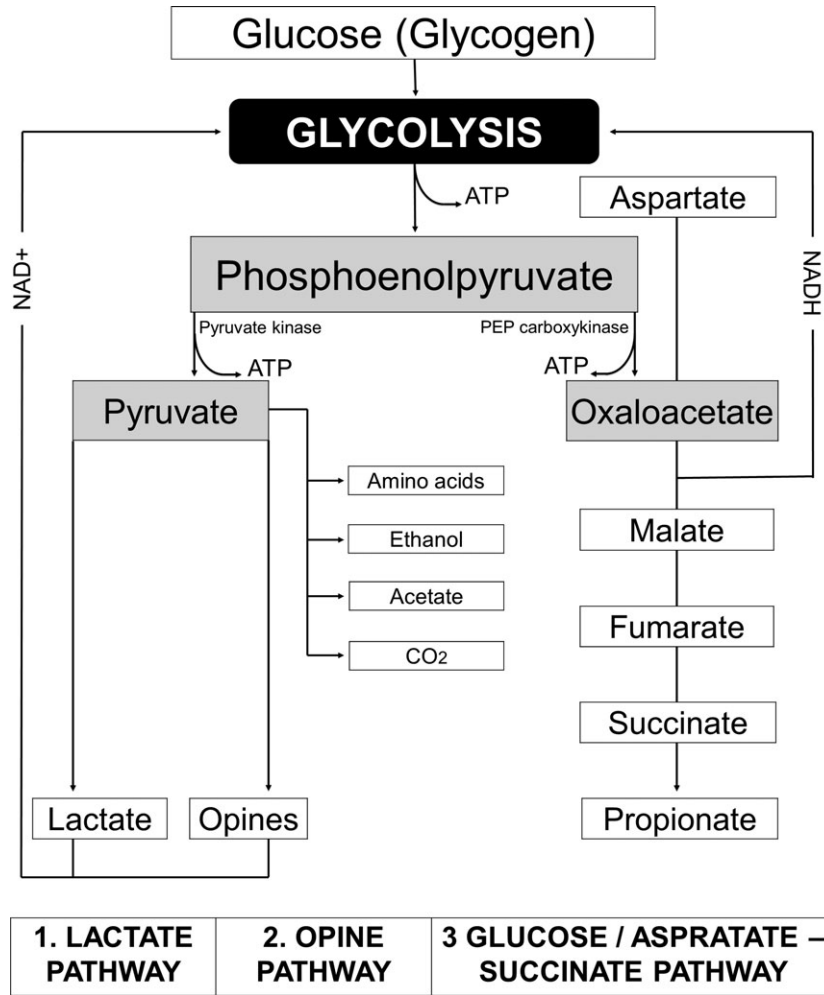 Glucose (Glycogen)
GLYCOLYSIS
ATP
Aspartate
NAD+
NADH
Phosphoenolpyruvate
Pyruvate kinase
PEP carboxykinase
ATP
ATP
Pyruvate
Oxaloacetate
Amino acids
Ethanol
Malate
Acetate
Fumarate
CO2
Succinate
Lactate
Opines
Propionate
1. LACTATE
PATHWAY
2. OPINE
PATHWAY
3 GLUCOSE / ASPRATATE –
SUCCINATE PATHWAY